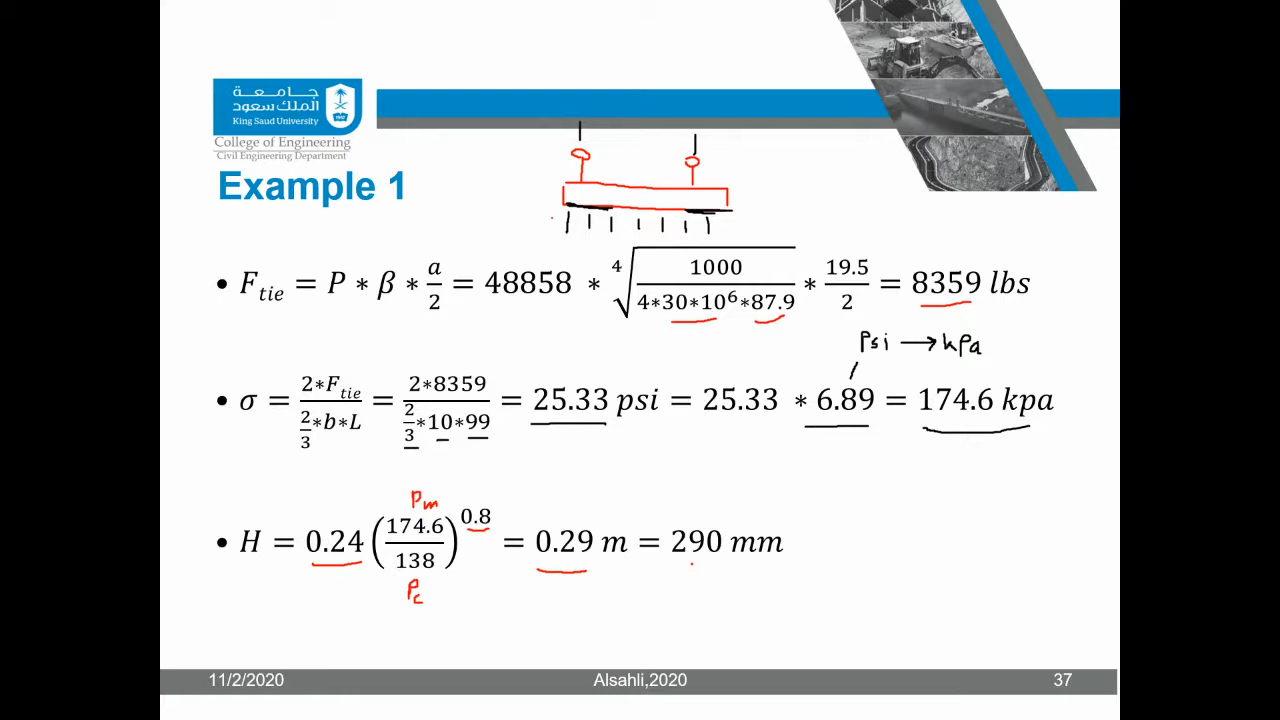 جامعة
الملك سعود
King Saud University
College of Engineering
Civil Engineering Department
Example 1
• F_tie = P ∗ β ∗ a/2 = 48858 ∗ ⁴√(1000/(4∗30∗10⁶∗87.9)) ∗ 19.5/2 = 8359 lbs
psi → kpa
• σ = (2∗F_tie)/(2/3∗b∗L) = (2∗8359)/(2/3∗10∗99) = 25.33 psi = 25.33 ∗ 6.89 = 174.6 kpa
Pm
• H = 0.24 (174.6/138)^0.8 = 0.29 m = 290 mm
Pc
11/2/2020 Alsahli,2020 37